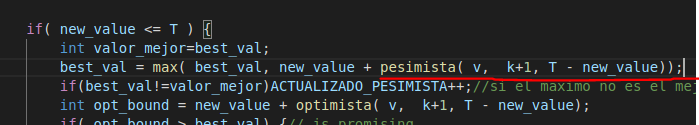 if( new_value <= T ) {
int valor_mejor=best_val;
best_val = max( best_val, new_value + pesimista( v,  k+1, T - new_value));
if(best_val!=valor_mejor)ACTUALIZADO_PESIMISTA++;//si el maximo no es el mej
int opt_bound = new_value + optimista( v,  k+1, T - new_value);
if( opt_bound > best_val) {// is promising